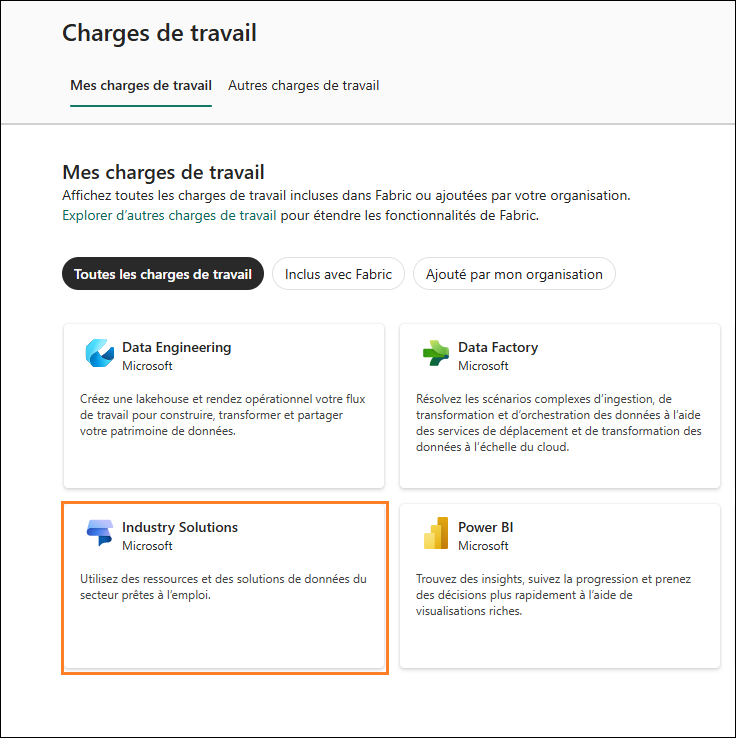 Charges de travail
Mes charges de travail
Autres charges de travail
Mes charges de travail
Affichez toutes les charges de travail incluses dans Fabric ou ajoutées par votre organisation.
Explorer d’autres charges de travail pour étendre les fonctionnalités de Fabric.
Toutes les charges de travail
Inclus avec Fabric
Ajouté par mon organisation
Data Engineering
Microsoft
Créez une lakehouse et rendez opérationnel votre flux
de travail pour construire, transformer et partager
votre patrimoine de données.
Data Factory
Microsoft
Résolvez les scénarios complexes d’ingestion, de
transformation et d’orchestration des données à l’aide
des services de déplacement et de transformation des
données à l’échelle du cloud.
Industry Solutions
Microsoft
Utilisez des ressources et des solutions de données du
secteur prêtes à l’emploi.
Power BI
Microsoft
Trouvez des insights, suivez la progression et prenez
des décisions plus rapidement à l’aide de
visualisations riches.